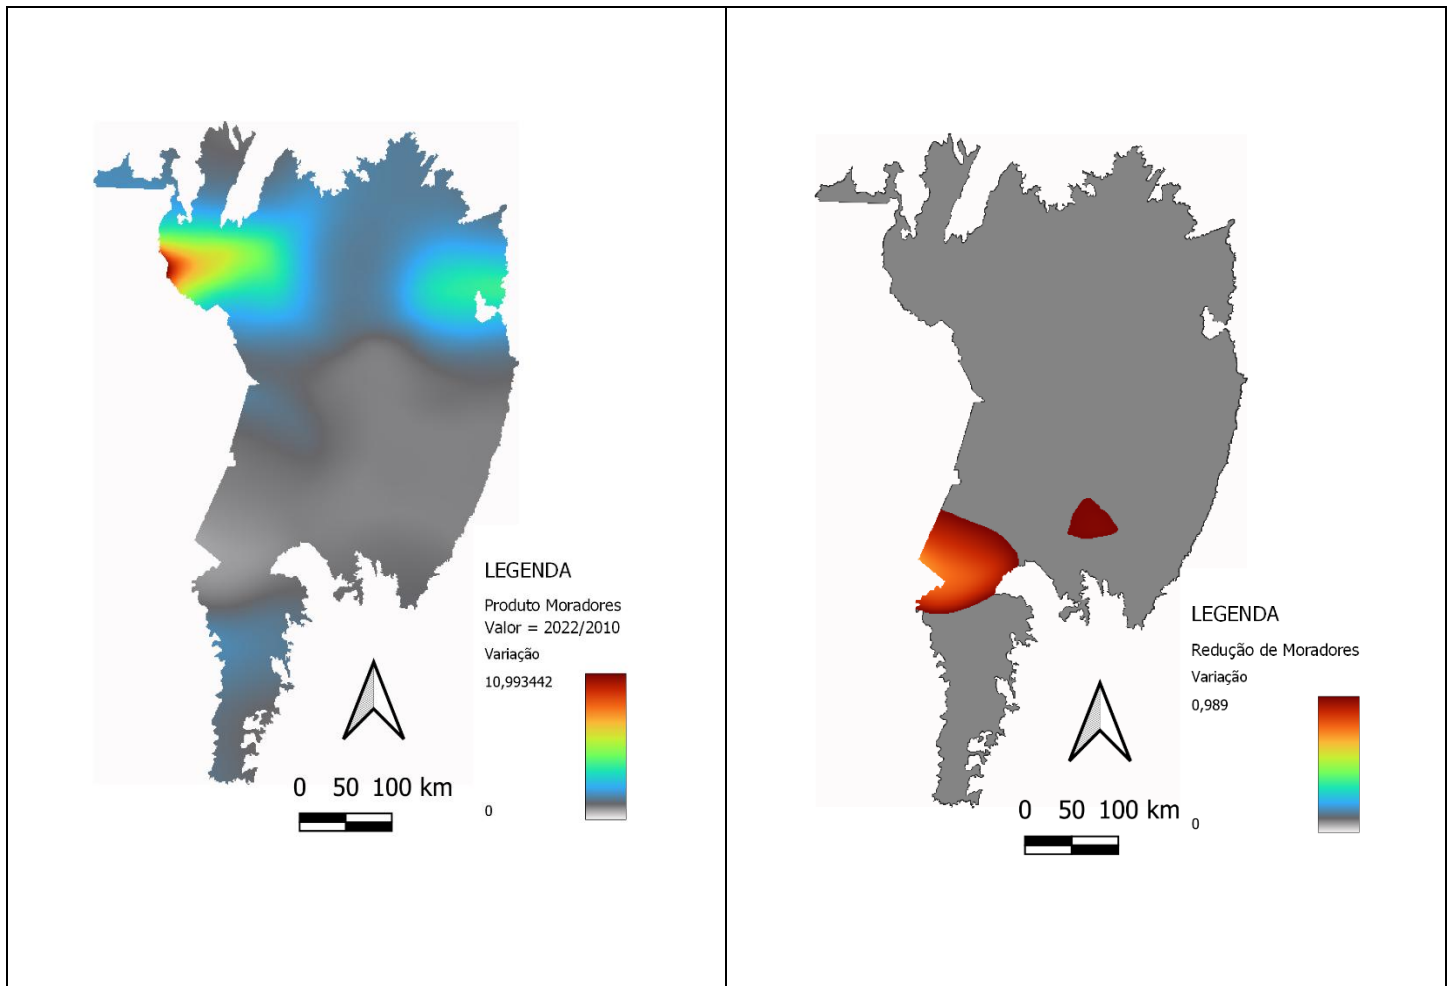 LEGENDA
Produto Moradores
Valor = 2022/2010
Variação
10,993442
0
0 50 100 km
LEGENDA
Redução de Moradores
Variação
0,989
0
0 50 100 km